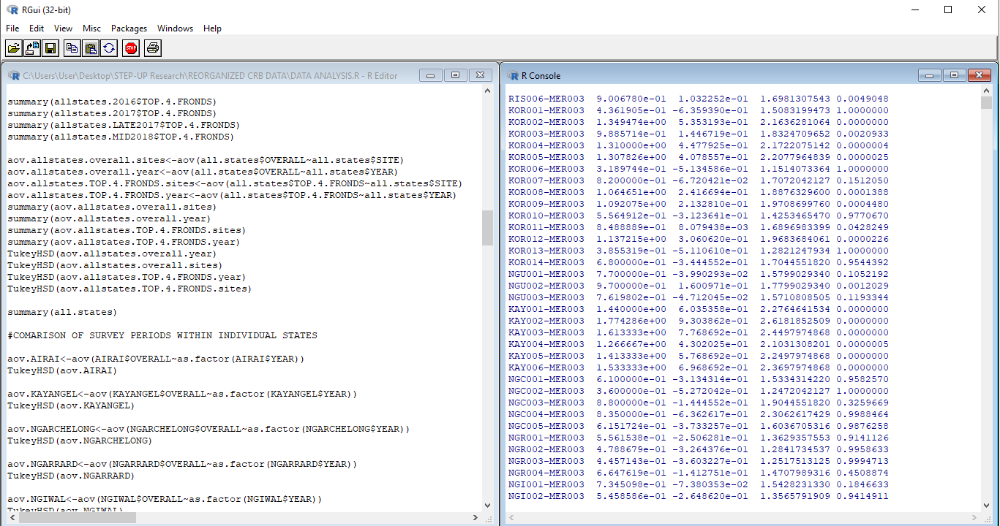 RGui (32-bit)
File Edit View Misc Packages Windows Help
STOP
C:\Users\User\Desktop\STEP-UP Research\REORGANIZED CRB DATA\DATA ANALYSIS.R - R Editor
summary(allstates.2016$TOP.4.FRONDS)
summary(allstates.2017$TOP.4.FRONDS)
summary(allstates.LATE2017$TOP.4.FRONDS)
summary(allstates.MID2018$TOP.4.FRONDS)
aov.allstates.overall.sites<-aov(all.states$OVERALL~all.states$SITE)
aov.allstates.overall.year<-aov(all.states$OVERALL~all.states$YEAR)
aov.allstates.TOP.4.FRONDS.sites<-aov(all.states$TOP.4.FRONDS~all.states$SITE)
aov.allstates.TOP.4.FRONDS.year<-aov(all.states$TOP.4.FRONDS~all.states$YEAR)
summary(aov.allstates.overall.sites)
summary(aov.allstates.overall.year)
summary(aov.allstates.TOP.4.FRONDS.sites)
summary(aov.allstates.TOP.4.FRONDS.year)
TukeyHSD(aov.allstates.overall.year)
TukeyHSD(aov.allstates.overall.sites)
TukeyHSD(aov.allstates.TOP.4.FRONDS.year)
TukeyHSD(aov.allstates.TOP.4.FRONDS.sites)
summary(all.states)
#COMARISON OF SURVEY PERIODS WITHIN INDIVIDUAL STATES
aov.AIRAI<-aov(AIRAI$OVERALL~as.factor(AIRAI$YEAR))
TukeyHSD(aov.AIRAI)
aov.KAYANGEL<-aov(KAYANGEL$OVERALL~as.factor(KAYANGEL$YEAR))
TukeyHSD(aov.KAYANGEL)
aov.NGARCHELONG<-aov(NGARCHELONG$OVERALL~as.factor(NGARCHELONG$YEAR))
TukeyHSD(aov.NGARCHELONG)
aov.NGARRARD<-aov(NGARRARD$OVERALL~as.factor(NGARRARD$YEAR))
TukeyHSD(aov.NGARRARD)
aov.NGIWAL<-aov(NGIWAL$OVERALL~as.factor(NGIWAL$YEAR))
TukeyHSD(aov.NGIWAL)
R Console
RIS006-MER003 9.006780e-01 1.032252e-01 1.6981307543 0.0049048
KOR001-MER003 4.361905e-01 -6.359390e-01 1.5083199473 1.0000000
KOR002-MER003 1.349474e+00 5.353193e-01 2.1636281064 0.0000000
KOR003-MER003 9.885714e-01 1.446719e-01 1.8324709652 0.0020933
KOR004-MER003 1.310000e+00 4.477925e-01 2.1722075142 0.0000004
KOR005-MER003 1.307826e+00 4.078557e-01 2.2077964839 0.0000025
KOR006-MER003 3.189744e-01 -5.134586e-01 1.1514073364 1.0000000
KOR007-MER003 8.200000e-01 -6.720421e-02 1.7072042127 0.1512050
KOR008-MER003 1.064651e+00 2.416694e-01 1.8876329600 0.0001388
KOR009-MER003 1.092075e+00 2.132810e-01 1.9708699760 0.0004480
KOR010-MER003 5.564912e-01 -3.123641e-01 1.4253465470 0.9770670
KOR011-MER003 8.488889e-01 8.079438e-03 1.6896983399 0.0428249
KOR012-MER003 1.137215e+00 3.060620e-01 1.9683684061 0.0000226
KOR013-MER003 3.855319e-01 -5.110610e-01 1.2821247934 1.0000000
KOR014-MER003 6.800000e-01 -3.444552e-01 1.7044551820 0.9544392
NGU001-MER003 7.700000e-01 -3.990293e-02 1.5799029340 0.1052192
NGU002-MER003 9.700000e-01 1.600971e-01 1.7799029340 0.0012029
NGU003-MER003 7.619802e-01 -4.712045e-02 1.5710808505 0.1193344
KAY001-MER003 1.440000e+00 6.035358e-01 2.2764641534 0.0000000
KAY002-MER003 1.774286e+00 9.303862e-01 2.6181852509 0.0000000
KAY003-MER003 1.613333e+00 7.768692e-01 2.4497974868 0.0000000
KAY004-MER003 1.266667e+00 4.302025e-01 2.1031308201 0.0000005
KAY005-MER003 1.413333e+00 5.768692e-01 2.2497974868 0.0000000
KAY006-MER003 1.533333e+00 6.968692e-01 2.3697974868 0.0000000
NGC001-MER003 6.100000e-01 -3.134314e-01 1.5334314220 0.9582570
NGC002-MER003 3.600000e-01 -5.272042e-01 1.2472042127 1.0000000
NGC003-MER003 8.800000e-01 -1.444552e-01 1.9044551820 0.3259669
NGC004-MER003 8.350000e-01 -6.362617e-01 2.3062617429 0.9988464
NGC005-MER003 6.151724e-01 -3.733257e-01 1.6036705316 0.9876258
NGR001-MER003 5.561538e-01 -2.506281e-01 1.3629357553 0.9141126
NGR002-MER003 4.788679e-01 -3.264376e-01 1.2841734537 0.9958633
NGR003-MER003 4.457143e-01 -3.603227e-01 1.2517513125 0.9994713
NGR004-MER003 6.647619e-01 -1.412751e-01 1.4707989316 0.4508874
NGI001-MER003 7.345098e-01 -7.380353e-02 1.5428231330 0.1846633
NGI002-MER003 5.458586e-01 -2.648620e-01 1.3565791909 0.9414911